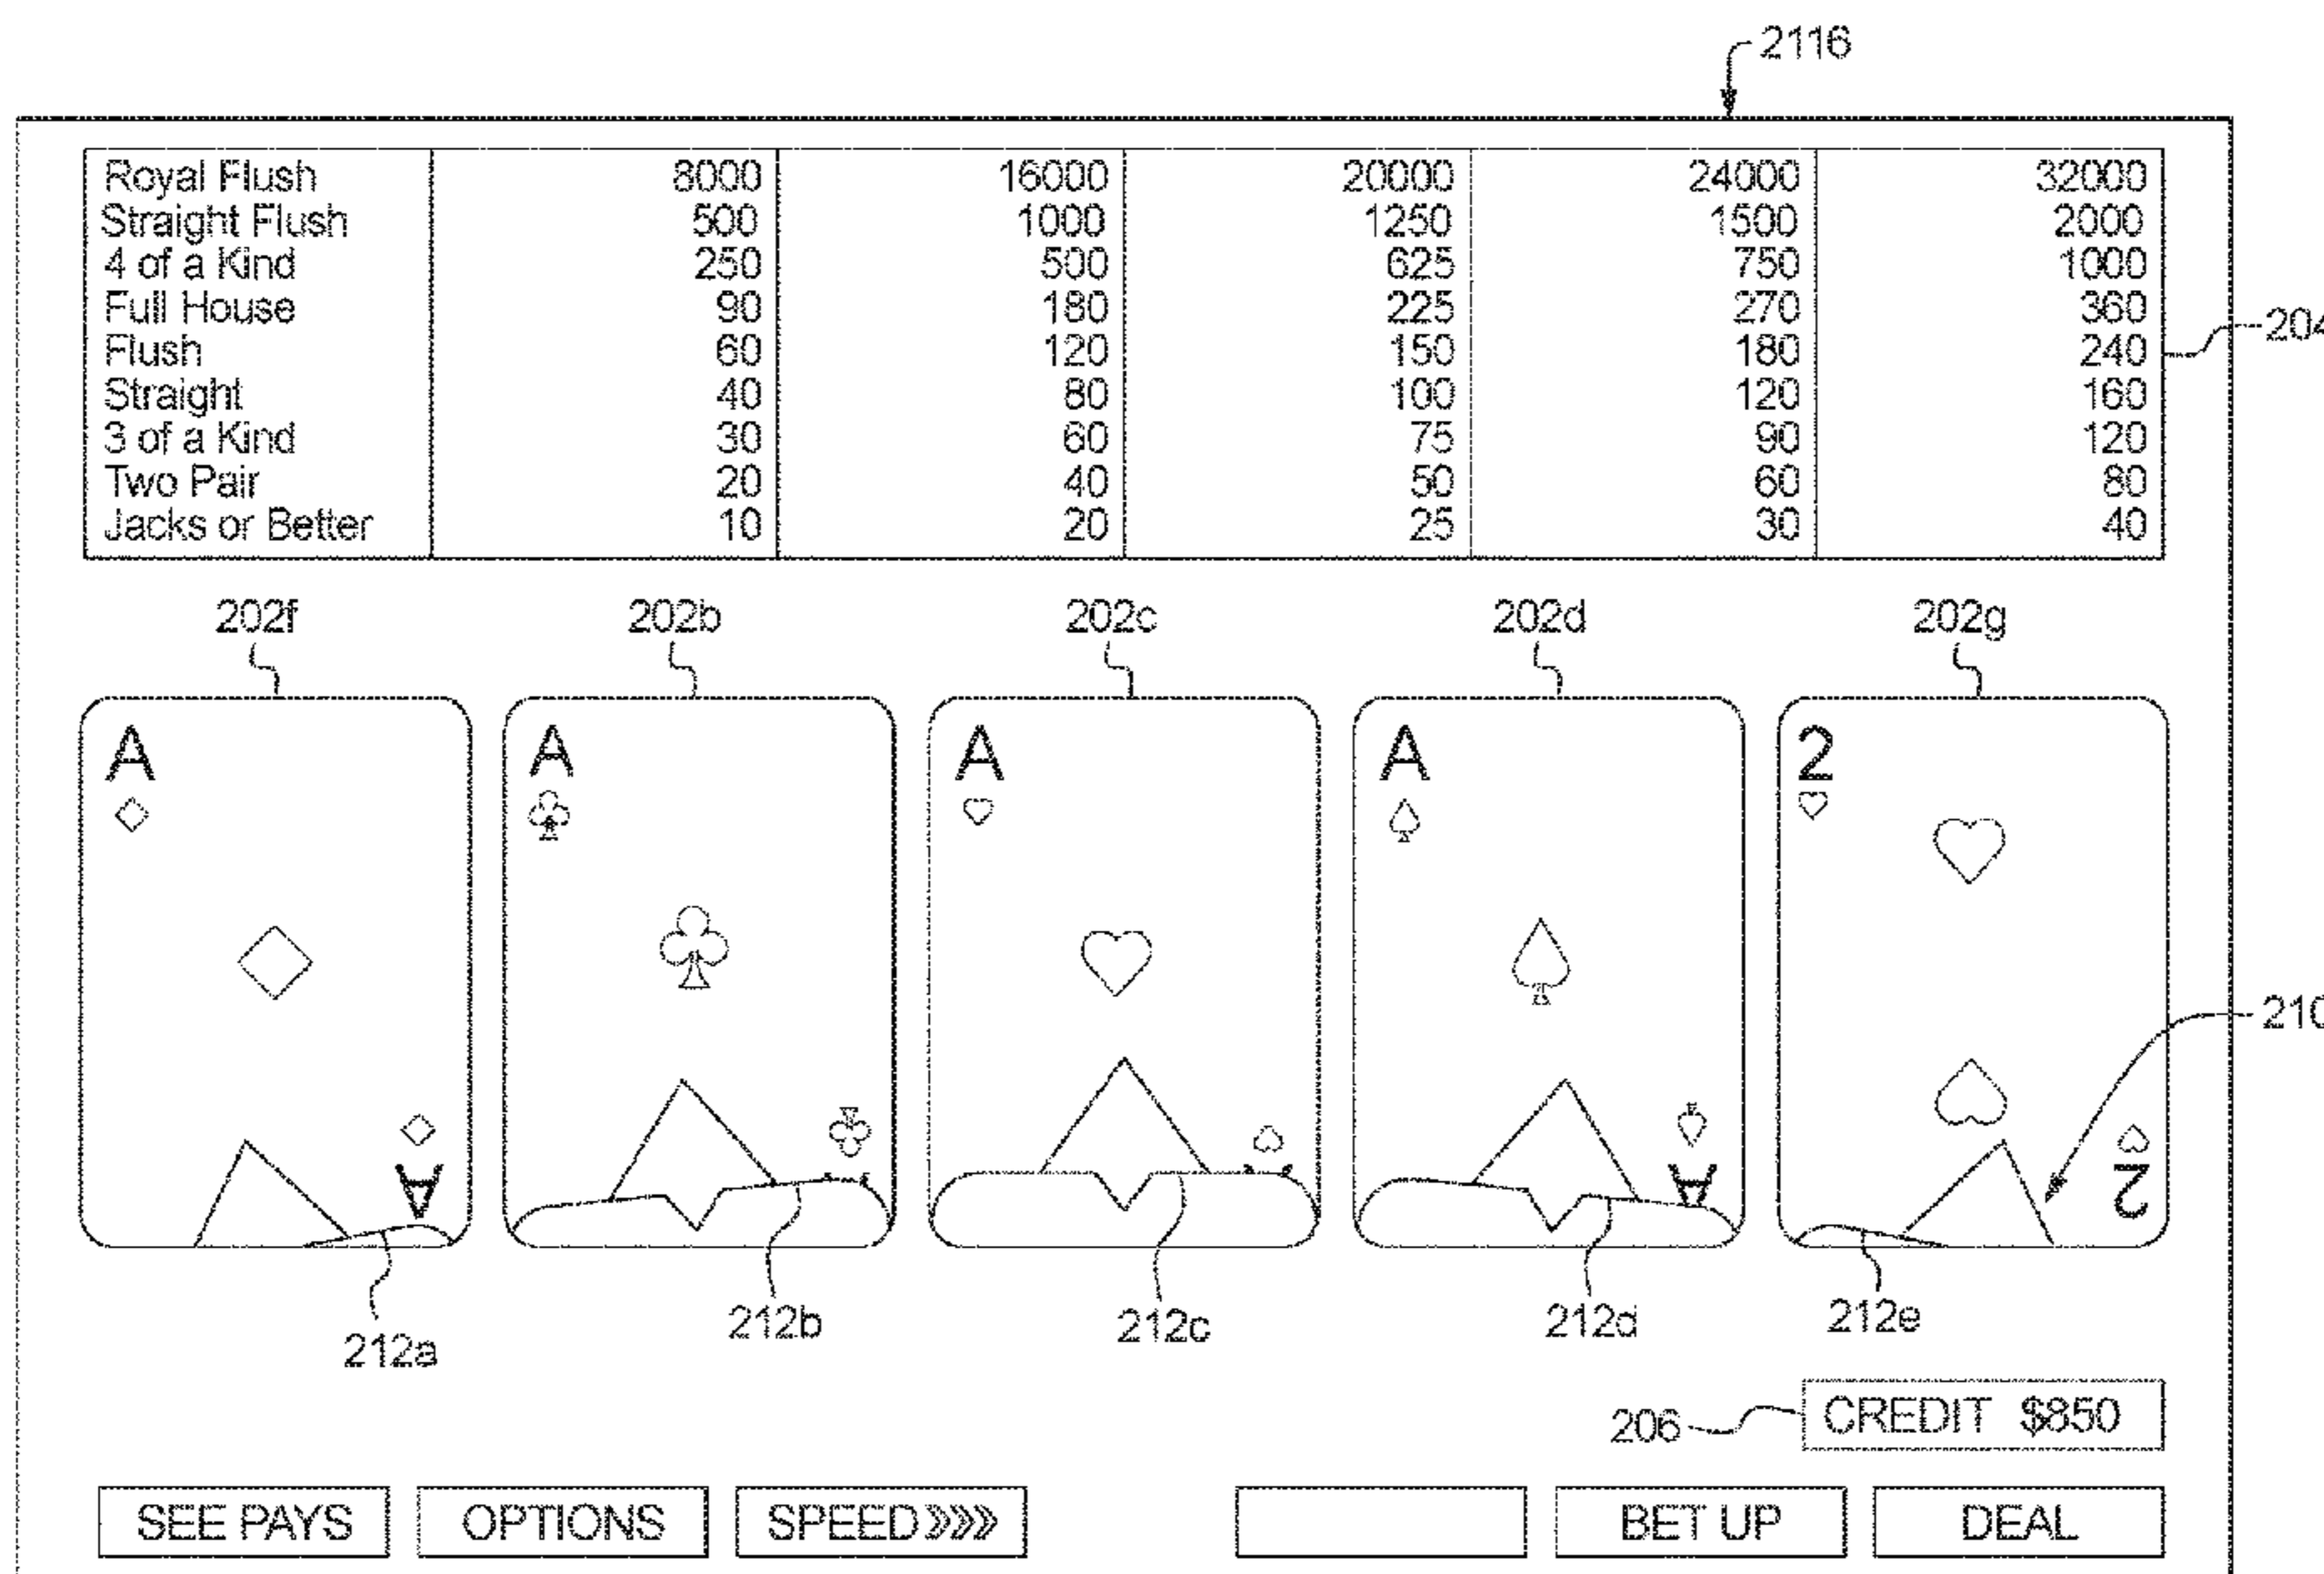 2116
Royal Flush 8000 16000 20000 24000 32000
Straight Flush 500 1000 1250 1500 2000
4 of a Kind 250 500 625 750 1000
Full House 90 180 225 270 360
Flush 60 120 150 180 240
204
Straight 40 80 100 120 160
3 of a Kind 30 60 75 90 120
Two Pair 20 40 50 60 80
Jacks or Better 10 20 25 30 40
202f 202b 202c 202d 202g
A A A A 2
210
A A 2
212a 212b 212c 212d 212e
206 CREDIT $850
SEE PAYS OPTIONS SPEED»» BET UP DEAL